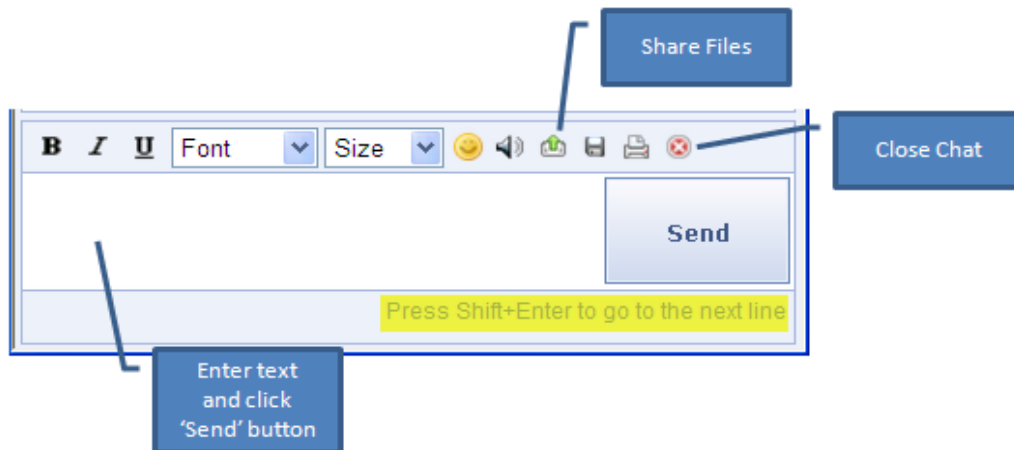 Share Files
B I U Font Size
Close Chat
Send
Press Shift+Enter to go to the next line
Enter text
and click
‘Send’ button